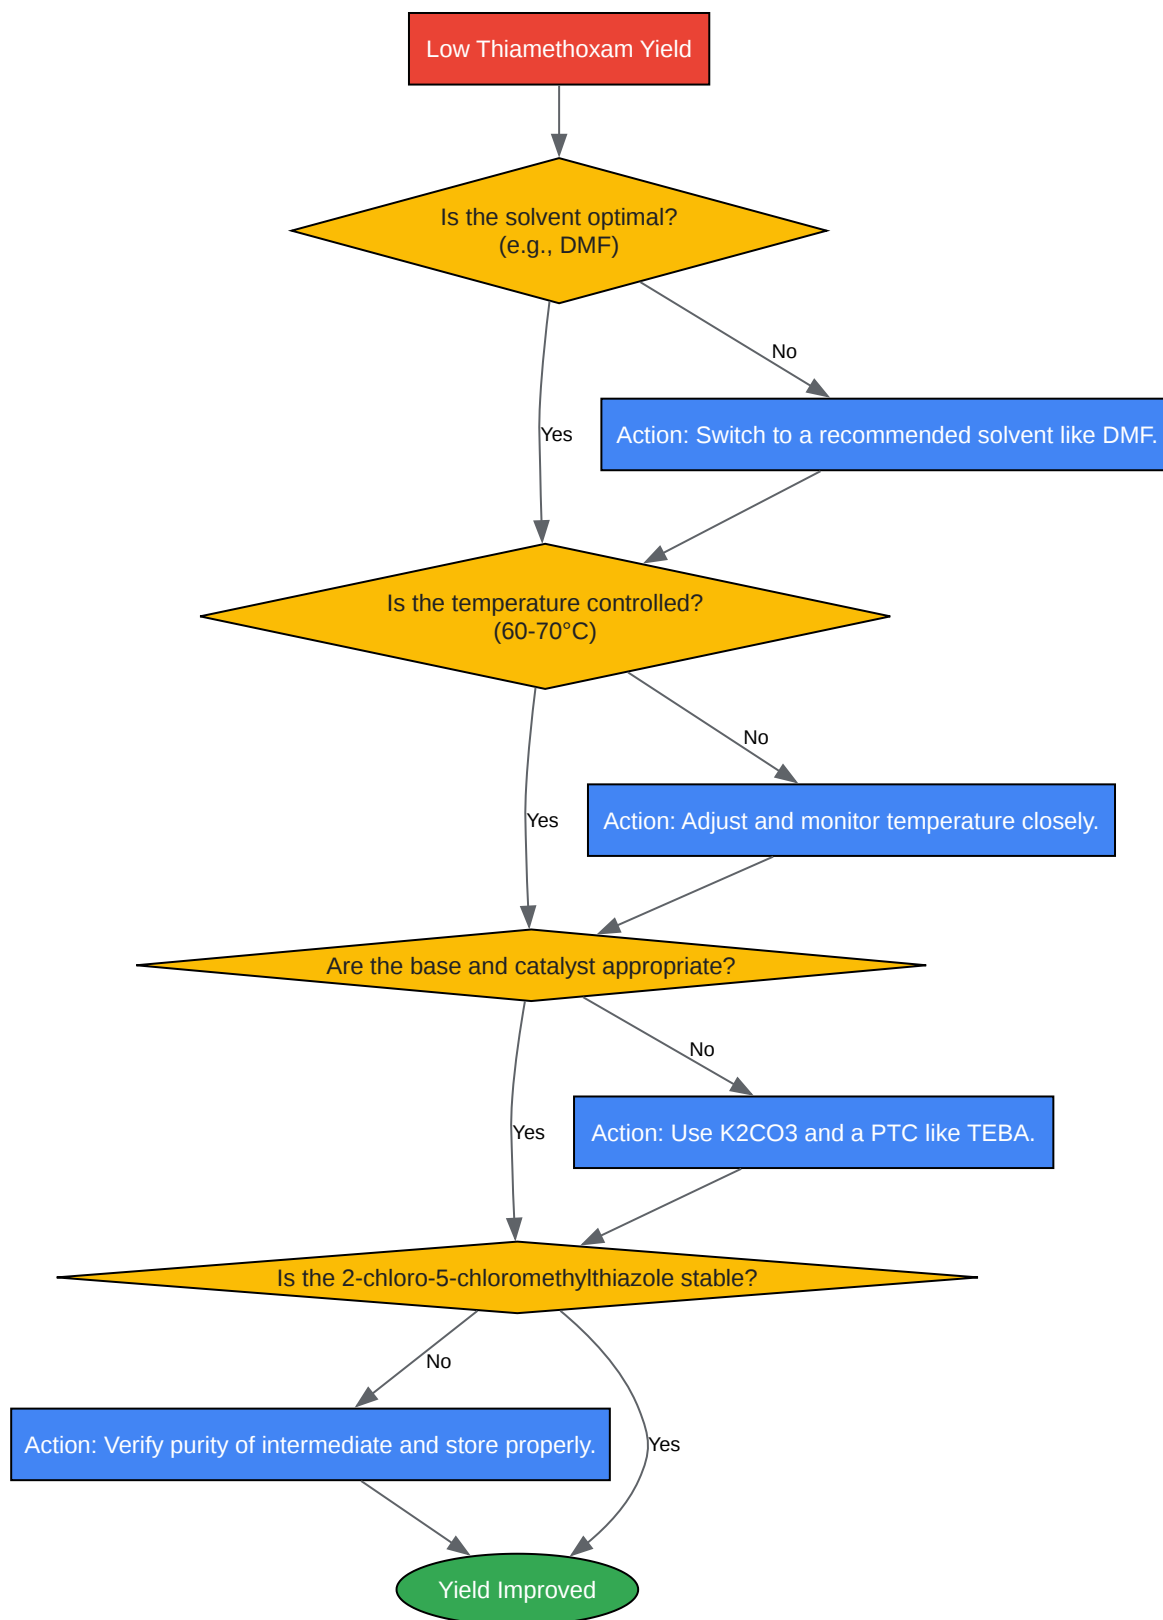 Low Thiamethoxam Yield
Is the solvent optimal?
(e.g., DMF)
No
Yes
Action: Switch to a recommended solvent like DMF.
Is the temperature controlled?
(60-70°C)
No
Yes
Action: Adjust and monitor temperature closely.
Are the base and catalyst appropriate?
No
Yes
Action: Use K2CO3 and a PTC like TEBA.
Is the 2-chloro-5-chloromethylthiazole stable?
No
Action: Verify purity of intermediate and store properly.
Yes
Yield Improved